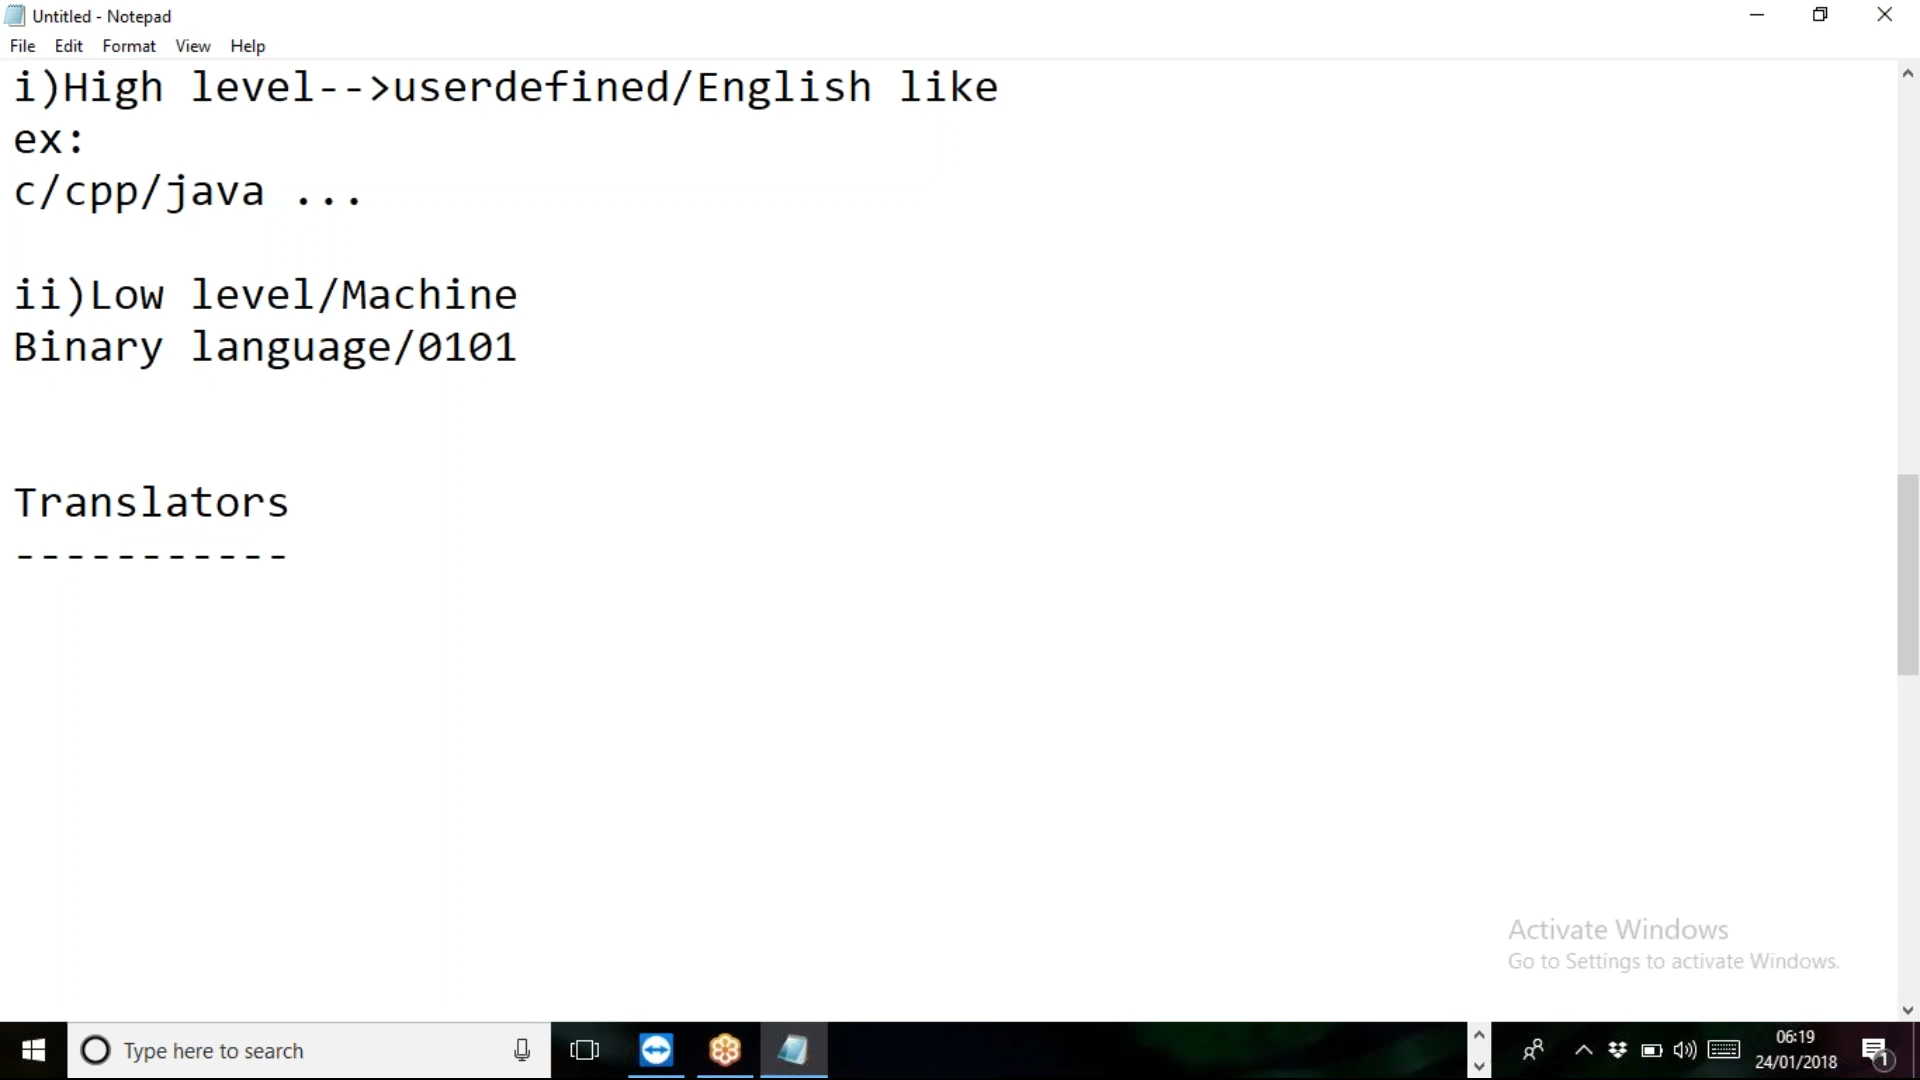 Untitled - Notepad
File Edit Format View Help
i)High level-->userdefined/English like
ex:
c/cpp/java ...
ii)Low level/Machine
Binary language/0101
Translators
-----------
Activate Windows
Go to Settings to activate Windows.
Type here to search
06:19
24/01/2018
1